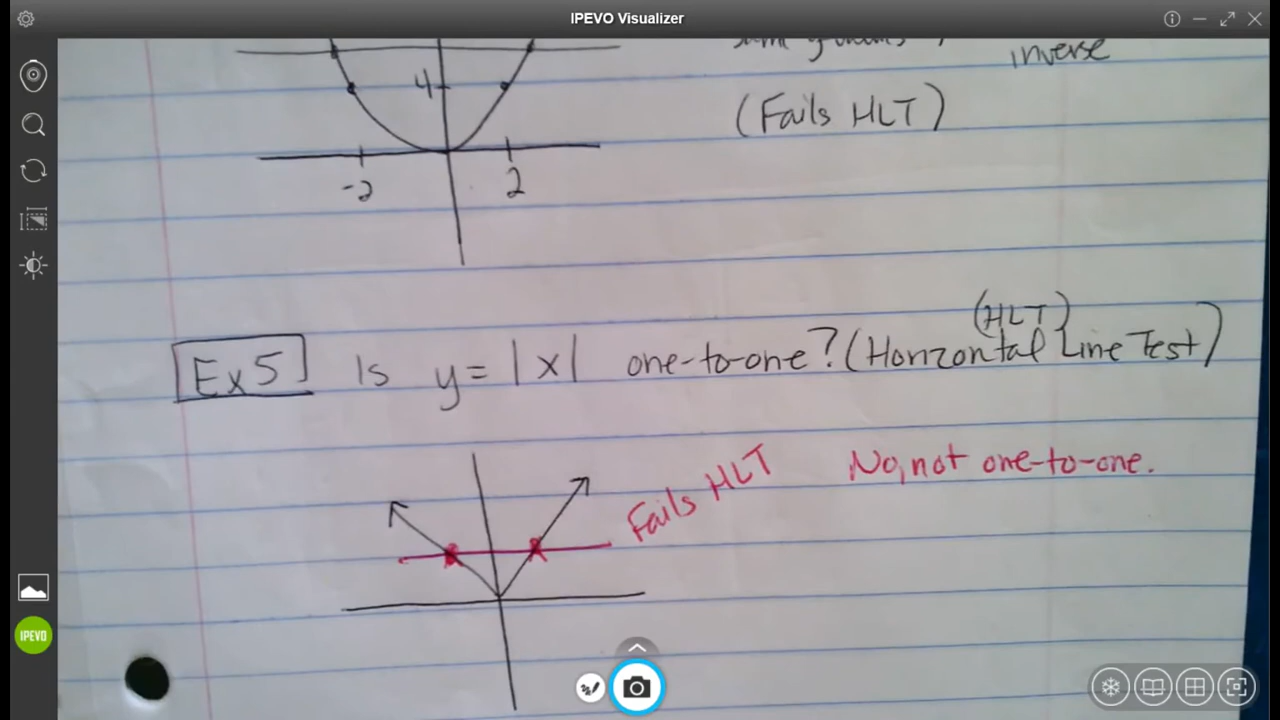 IPEVO Visualizer
inverse
4
(Fails HLT)
-2
2
(HLT)
Ex 5 Is y = |x| one-to-one? (Horizontal Line Test)
Fails HLT
No, not one-to-one.
IPEVO